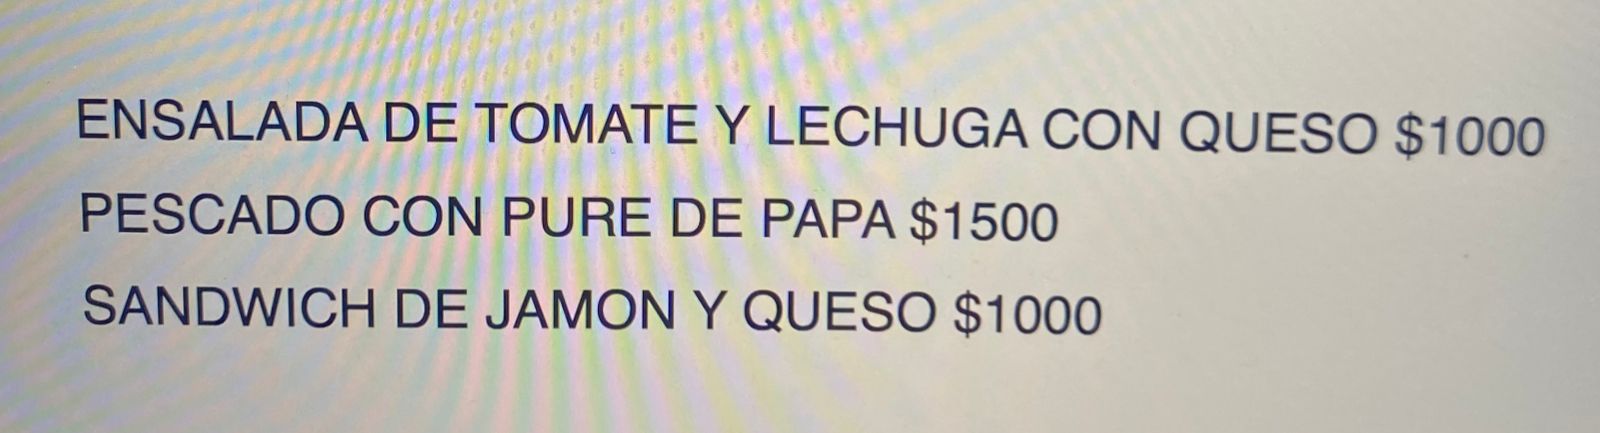 ENSALADA DE TOMATE Y LECHUGA CON QUESO $1000
PESCADO CON PURE DE PAPA $1500
SANDWICH DE JAMON Y QUESO $1000